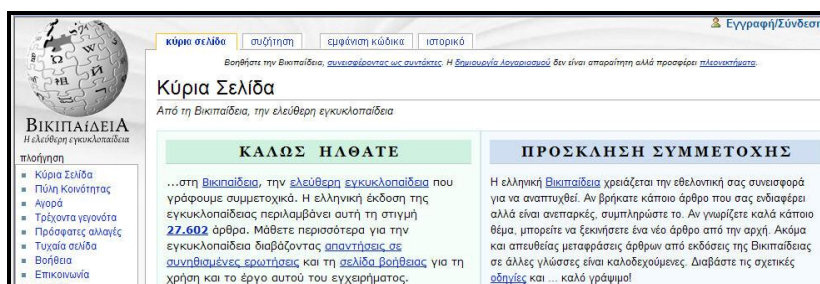 Εγγραφή/Σύνδεση
κύρια σελίδα συζήτηση εμφάνιση κώδικα ιστορικό
Βοηθήστε την Βικιπαίδεια, συνεισφέροντας ως συντάκτες. Η δημιουργία λογαριασμού δεν είναι απαραίτητη αλλά προσφέρει πλεονεκτήματα.
Κύρια Σελίδα
Από τη Βικιπαίδεια, την ελεύθερη εγκυκλοπαίδεια
ΒΙΚΙΠΑίΔΕΙΑ
Η ελεύθερη εγκυκλοπαίδεια
πλοήγηση
Κύρια Σελίδα
Πύλη Κοινότητας
Αγορά
Τρέχοντα γεγονότα
Πρόσφατες αλλαγές
Τυχαία σελίδα
Βοήθεια
Επικοινωνία
ΚΑΛΩΣ ΗΛΘΑΤΕ
...στη Βικιπαίδεια, την ελεύθερη εγκυκλοπαίδεια που
γράφουμε συμμετοχικά. Η ελληνική έκδοση της
εγκυκλοπαίδειας περιλαμβάνει αυτή τη στιγμή
27.602 άρθρα. Μάθετε περισσότερα για την
εγκυκλοπαίδεια διαβάζοντας απαντήσεις σε
συνηθισμένες ερωτήσεις και τη σελίδα βοήθειας για τη
χρήση και το έργο αυτού του εγχειρήματος.
ΠΡΟΣΚΛΗΣΗ ΣΥΜΜΕΤΟΧΗΣ
Η ελληνική Βικιπαίδεια χρειάζεται την εθελοντική σας συνεισφορά
για να αναπτυχθεί. Αν βρήκατε κάποιο άρθρο που σας ενδιαφέρει
αλλά είναι ανεπαρκές, συμπληρώστε το. Αν γνωρίζετε καλά κάποιο
θέμα, μπορείτε να ξεκινήσετε ένα νέο άρθρο από την αρχή. Ακόμα
και απευθείας μεταφράσεις άρθρων από εκδόσεις της Βικιπαίδειας
σε άλλες γλώσσες είναι καλοδεχούμενες. Διαβάστε τις σχετικές
οδηγίες και ... καλό γράψιμο!